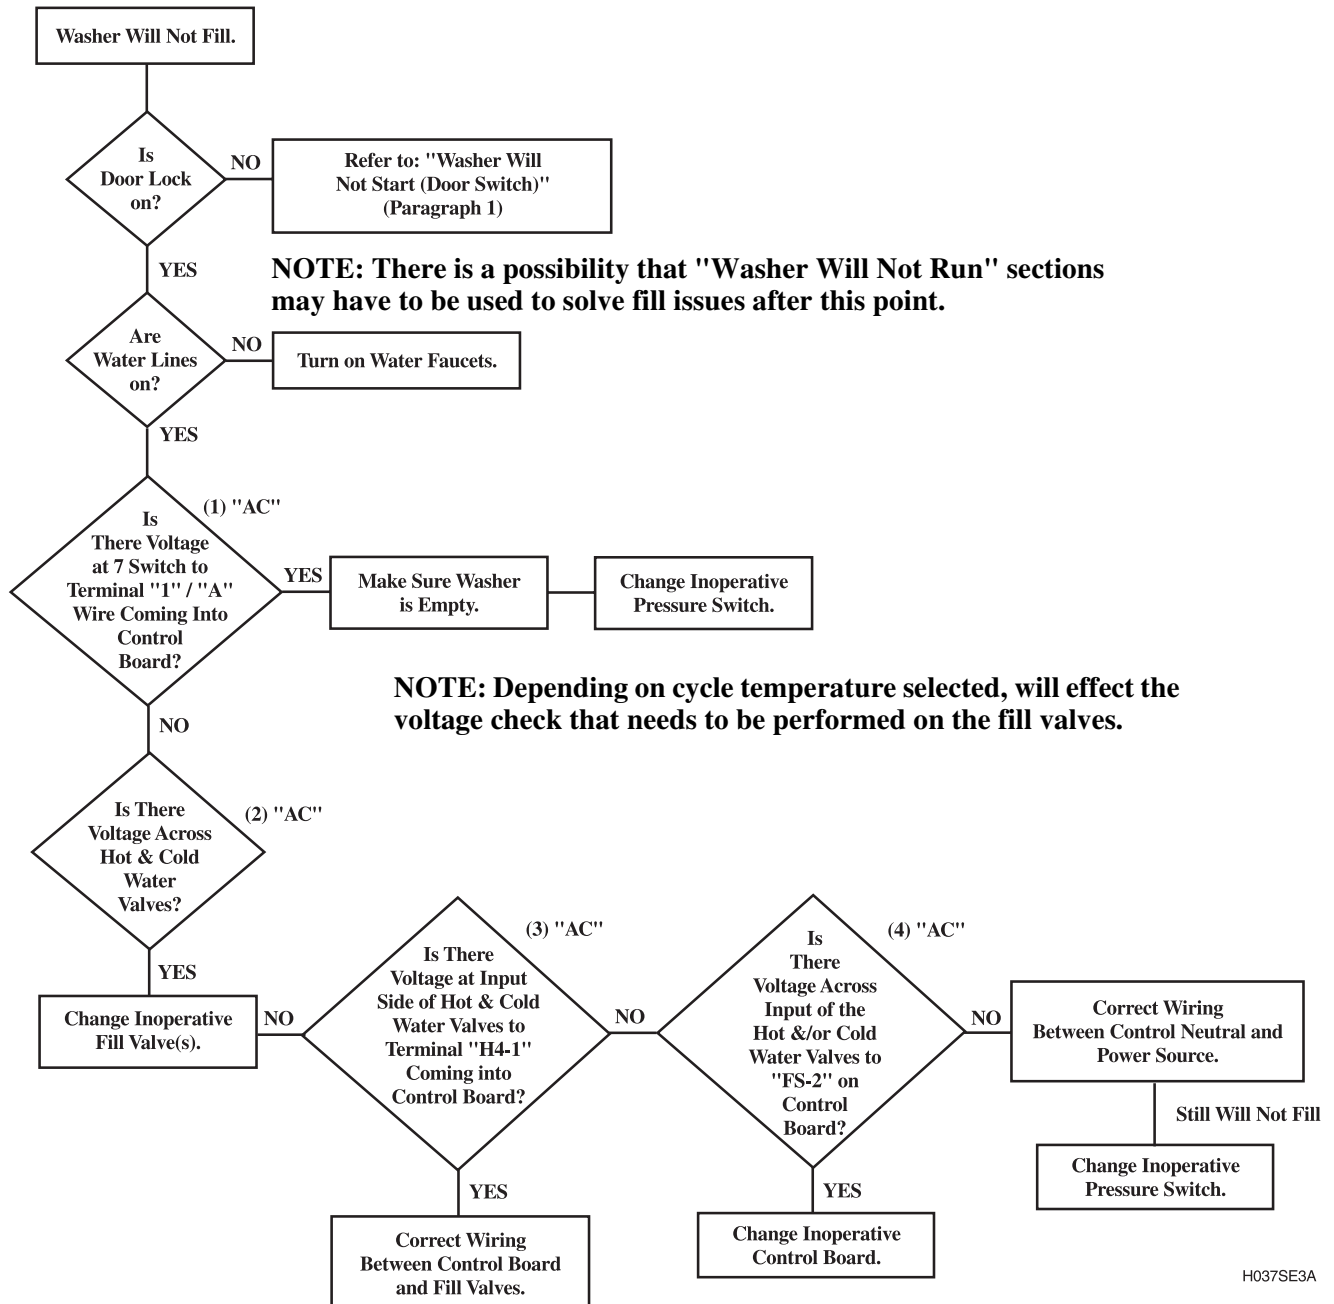 Washer Will Not Fill.
Is
Door Lock
on?
NO
Refer to: "Washer Will
Not Start (Door Switch)"
(Paragraph 1)
YES
NOTE: There is a possibility that "Washer Will Not Run" sections
may have to be used to solve fill issues after this point.
Are
Water Lines
on?
NO
Turn on Water Faucets.
YES
(1) "AC"
Is
There Voltage
at 7 Switch to
Terminal "1" / "A"
Wire Coming Into
Control
Board?
YES
Make Sure Washer
is Empty.
Change Inoperative
Pressure Switch.
NOTE: Depending on cycle temperature selected, will effect the
voltage check that needs to be performed on the fill valves.
NO
(2) "AC"
Is There
Voltage Across
Hot & Cold
Water
Valves?
YES
Change Inoperative
Fill Valve(s).
NO
(3) "AC"
Is There
Voltage at Input
Side of Hot & Cold
Water Valves to
Terminal "H4-1"
Coming into
Control Board?
YES
Correct Wiring
Between Control Board
and Fill Valves.
NO
(4) "AC"
Is
There
Voltage Across
Input of the
Hot &/or Cold
Water Valves to
"FS-2" on
Control
Board?
YES
Change Inoperative
Control Board.
NO
Correct Wiring
Between Control Neutral and
Power Source.
Still Will Not Fill
Change Inoperative
Pressure Switch.
H037SE3A